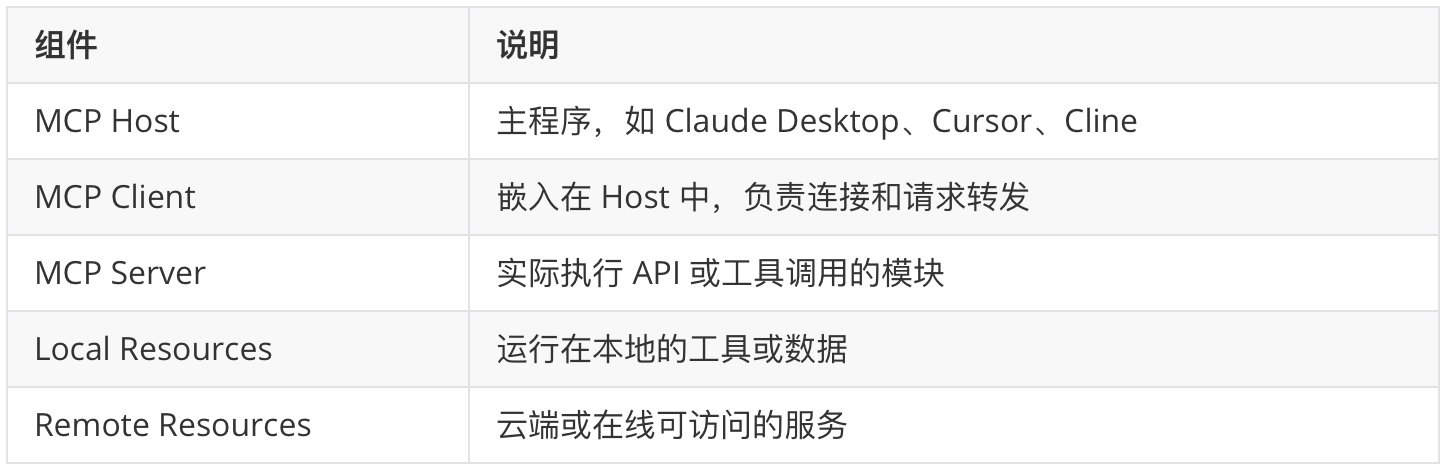 组件 说明
MCP Host 主程序，如 Claude Desktop、Cursor、Cline
MCP Client 嵌入在 Host 中，负责连接和请求转发
MCP Server 实际执行 API 或工具调用的模块
Local Resources 运行在本地的工具或数据
Remote Resources 云端或在线可访问的服务